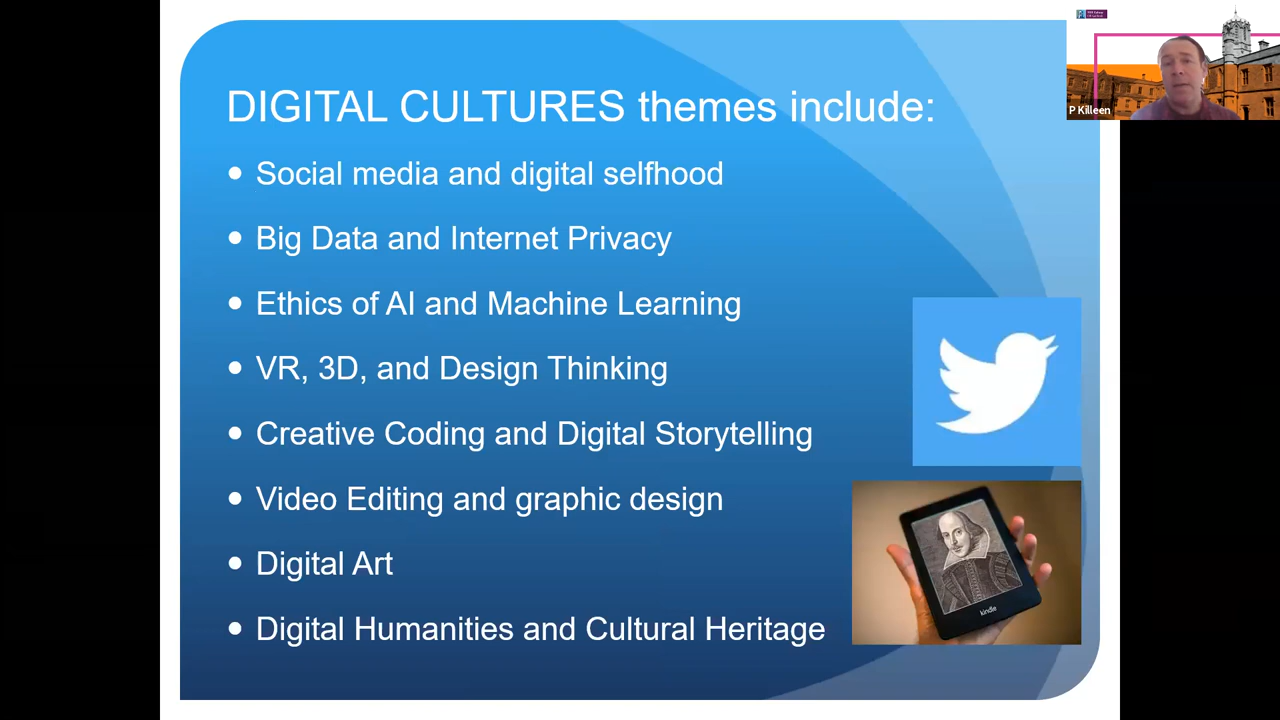 DIGITAL CULTURES themes include:
• Social media and digital selfhood
• Big Data and Internet Privacy
• Ethics of AI and Machine Learning
• VR, 3D, and Design Thinking
• Creative Coding and Digital Storytelling
• Video Editing and graphic design
• Digital Art
• Digital Humanities and Cultural Heritage
kindle
P Killeen